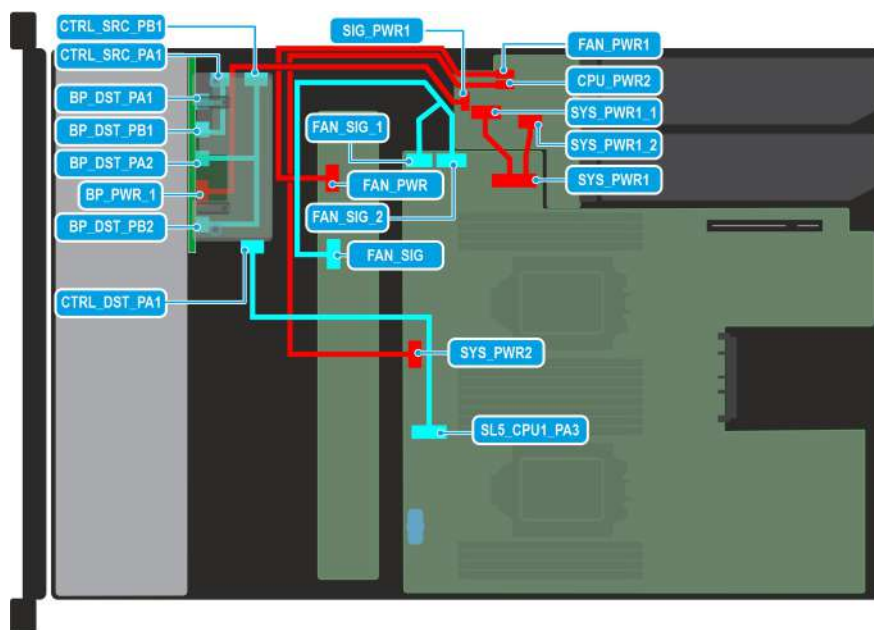 CTRL_SRC_PB1
SIG_PWR1
FAN_PWR1
CTRL_SRC_PA1
CPU_PWR2
BP_DST_PA1
SYS_PWR1_1
BP_DST_PB1
FAN_SIG_1
SYS_PWR1_2
BP_DST_PA2
SYS_PWR1
FAN_PWR
BP_PWR_1
FAN_SIG_2
BP_DST_PB2
FAN_SIG
CTRL_DST_PA1
SYS_PWR2
SL5_CPU1_PA3